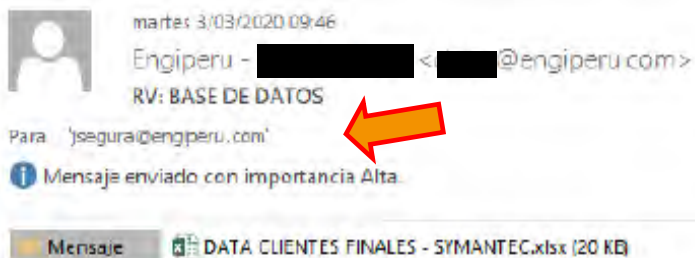 martes 3/03/2020 09:46
Engiperu - < @engiperu.com>
RV: BASE DE DATOS
Para 'jsegura@engperu.com'
Mensaje enviado con importancia Alta.
Mensaje DATA CLIENTES FINALES - SYMANTEC.xlsx (20 KB)